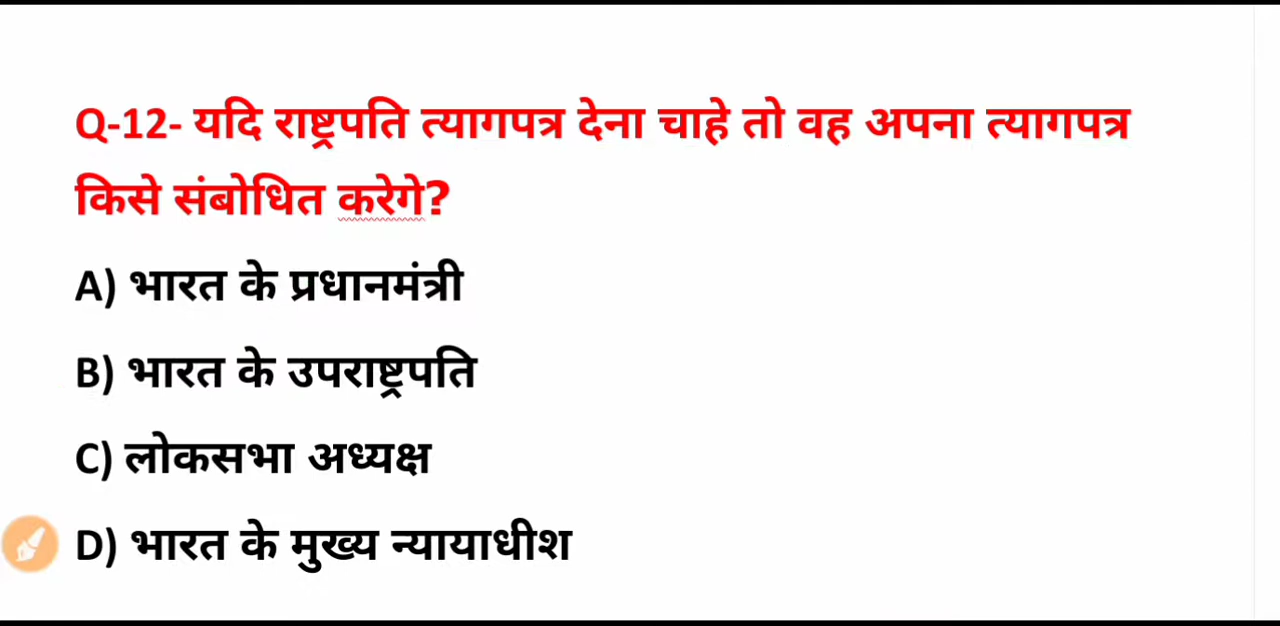 Q-12- यदि राष्ट्रपति त्यागपत्र देना चाहे तो वह अपना त्यागपत्र
किसे संबोधित करेगे?
A) भारत के प्रधानमंत्री
B) भारत के उपराष्ट्रपति
C) लोकसभा अध्यक्ष
D) भारत के मुख्य न्यायाधीश